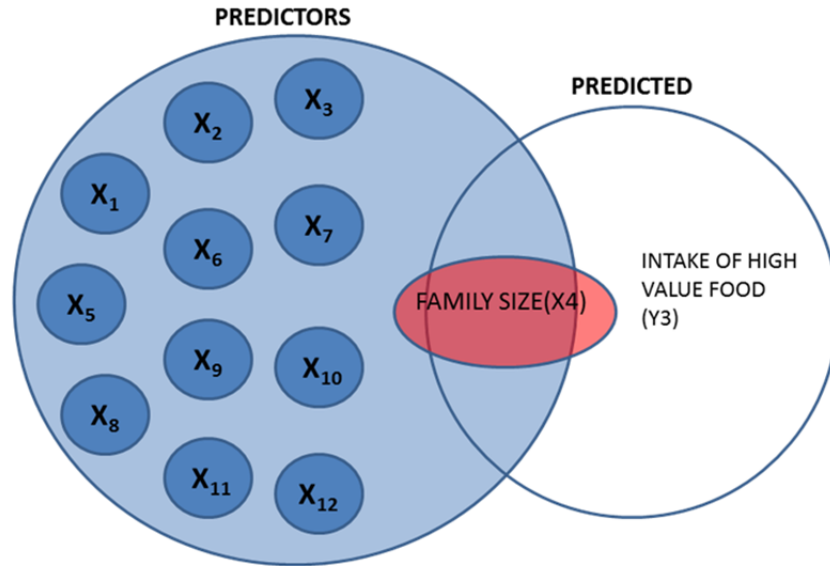 PREDICTORS
PREDICTED
X₃
X₂
X₁
X₇
X₆
INTAKE OF HIGH
VALUE FOOD
(Y3)
X₅
FAMILY SIZE(X4)
X₉
X₁₀
X₈
X₁₁
X₁₂